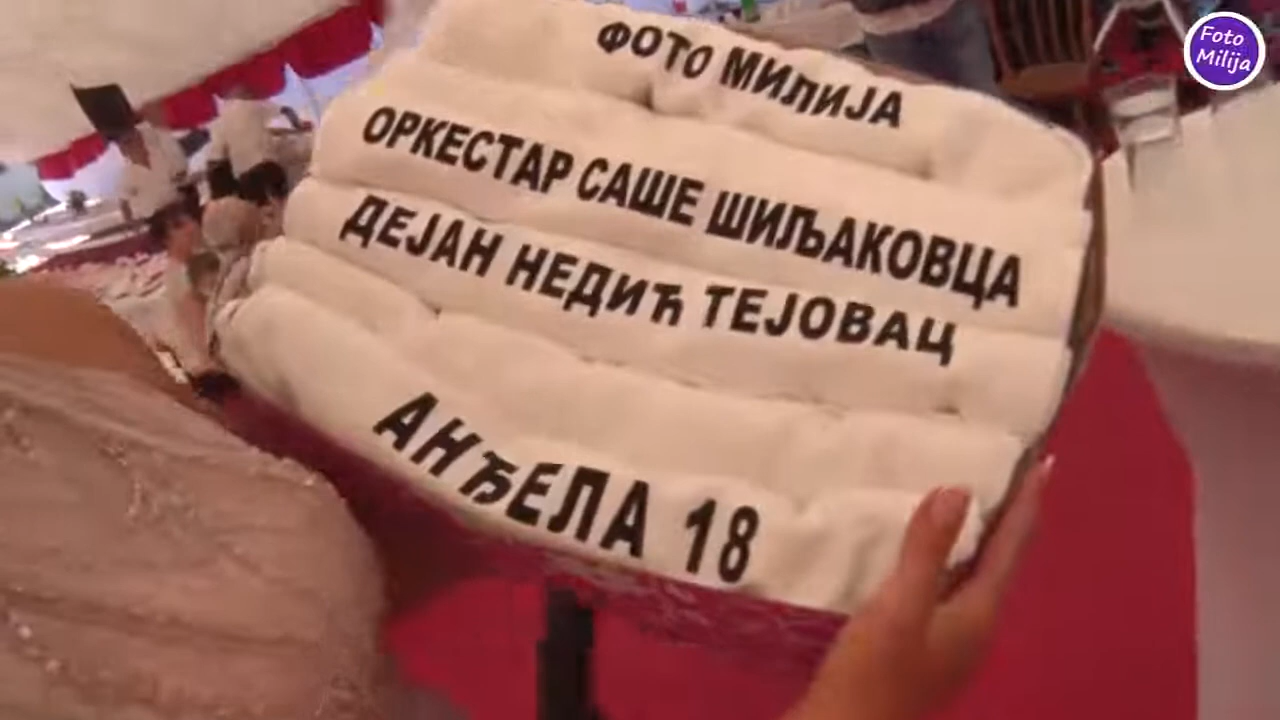 ФОТО МИЛИЈА
ОРКЕСТАР САШЕ ШИЉАКОВЦА
ДЕЈАН НЕДИЋ ТЕЈОВАЦ
АНЂЕЛА 18
Foto
Milija